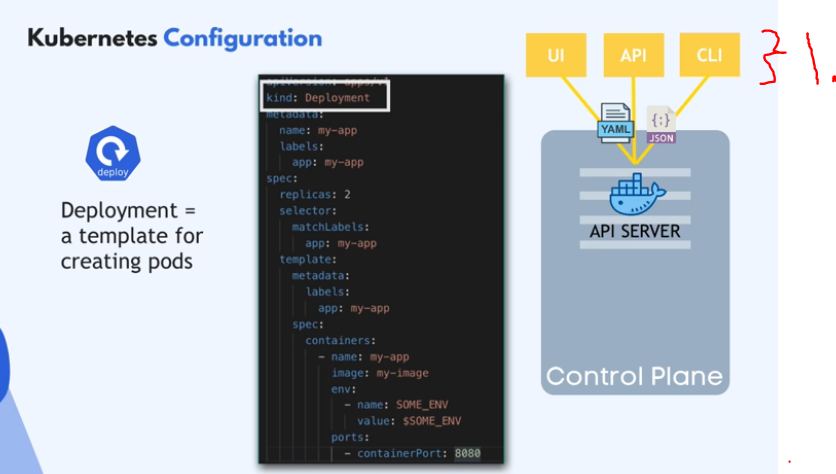 Kubernetes Configuration
deploy
Deployment =
a template for
creating pods
apiVersion: apps/v1
kind: Deployment
metadata:
name: my-app
labels:
app: my-app
spec:
replicas: 2
selector:
matchLabels:
app: my-app
template:
metadata:
labels:
app: my-app
spec:
containers:
- name: my-app
image: my-image
env:
- name: SOME_ENV
value: $SOME_ENV
ports:
- containerPort: 8080
UI API CLI
31.
YAML
{;}
JSON
API SERVER
Control Plane